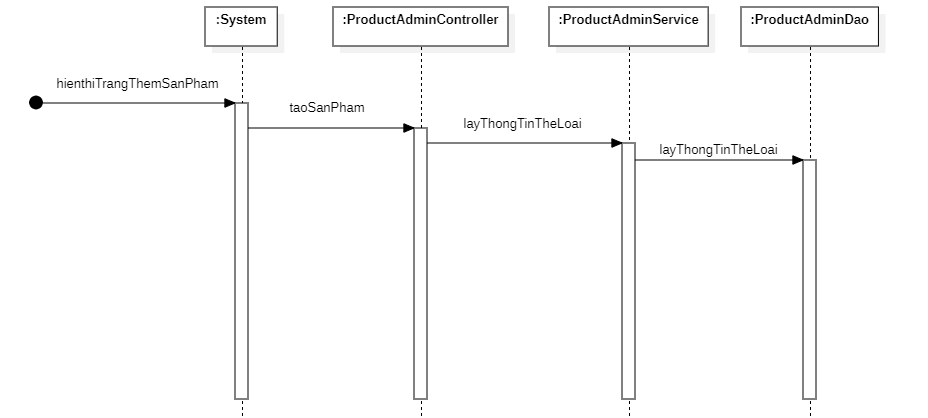 :System
:ProductAdminController
:ProductAdminService
:ProductAdminDao
hienthiTrangThemSanPham
taoSanPham
layThongTinTheLoai
layThongTinTheLoai